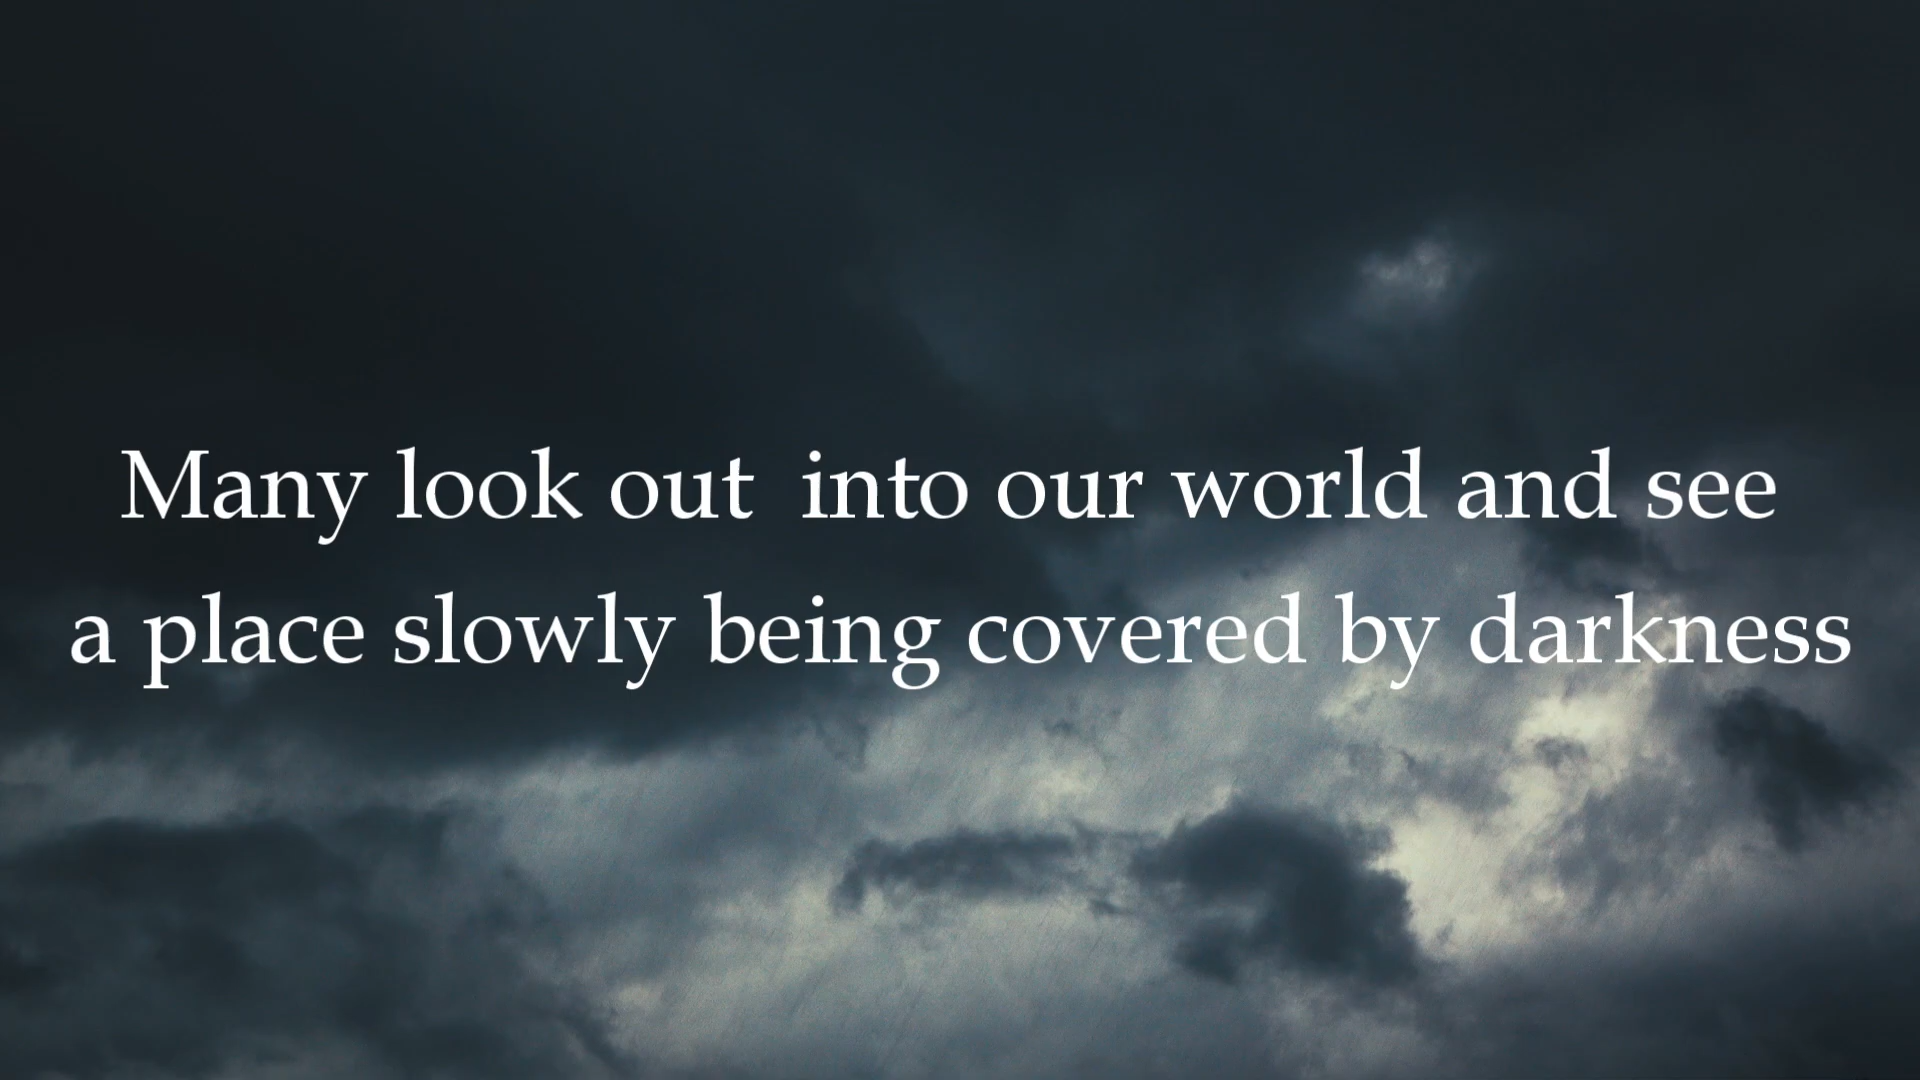 Many look out  into our world and see
a place slowly being covered by darkness